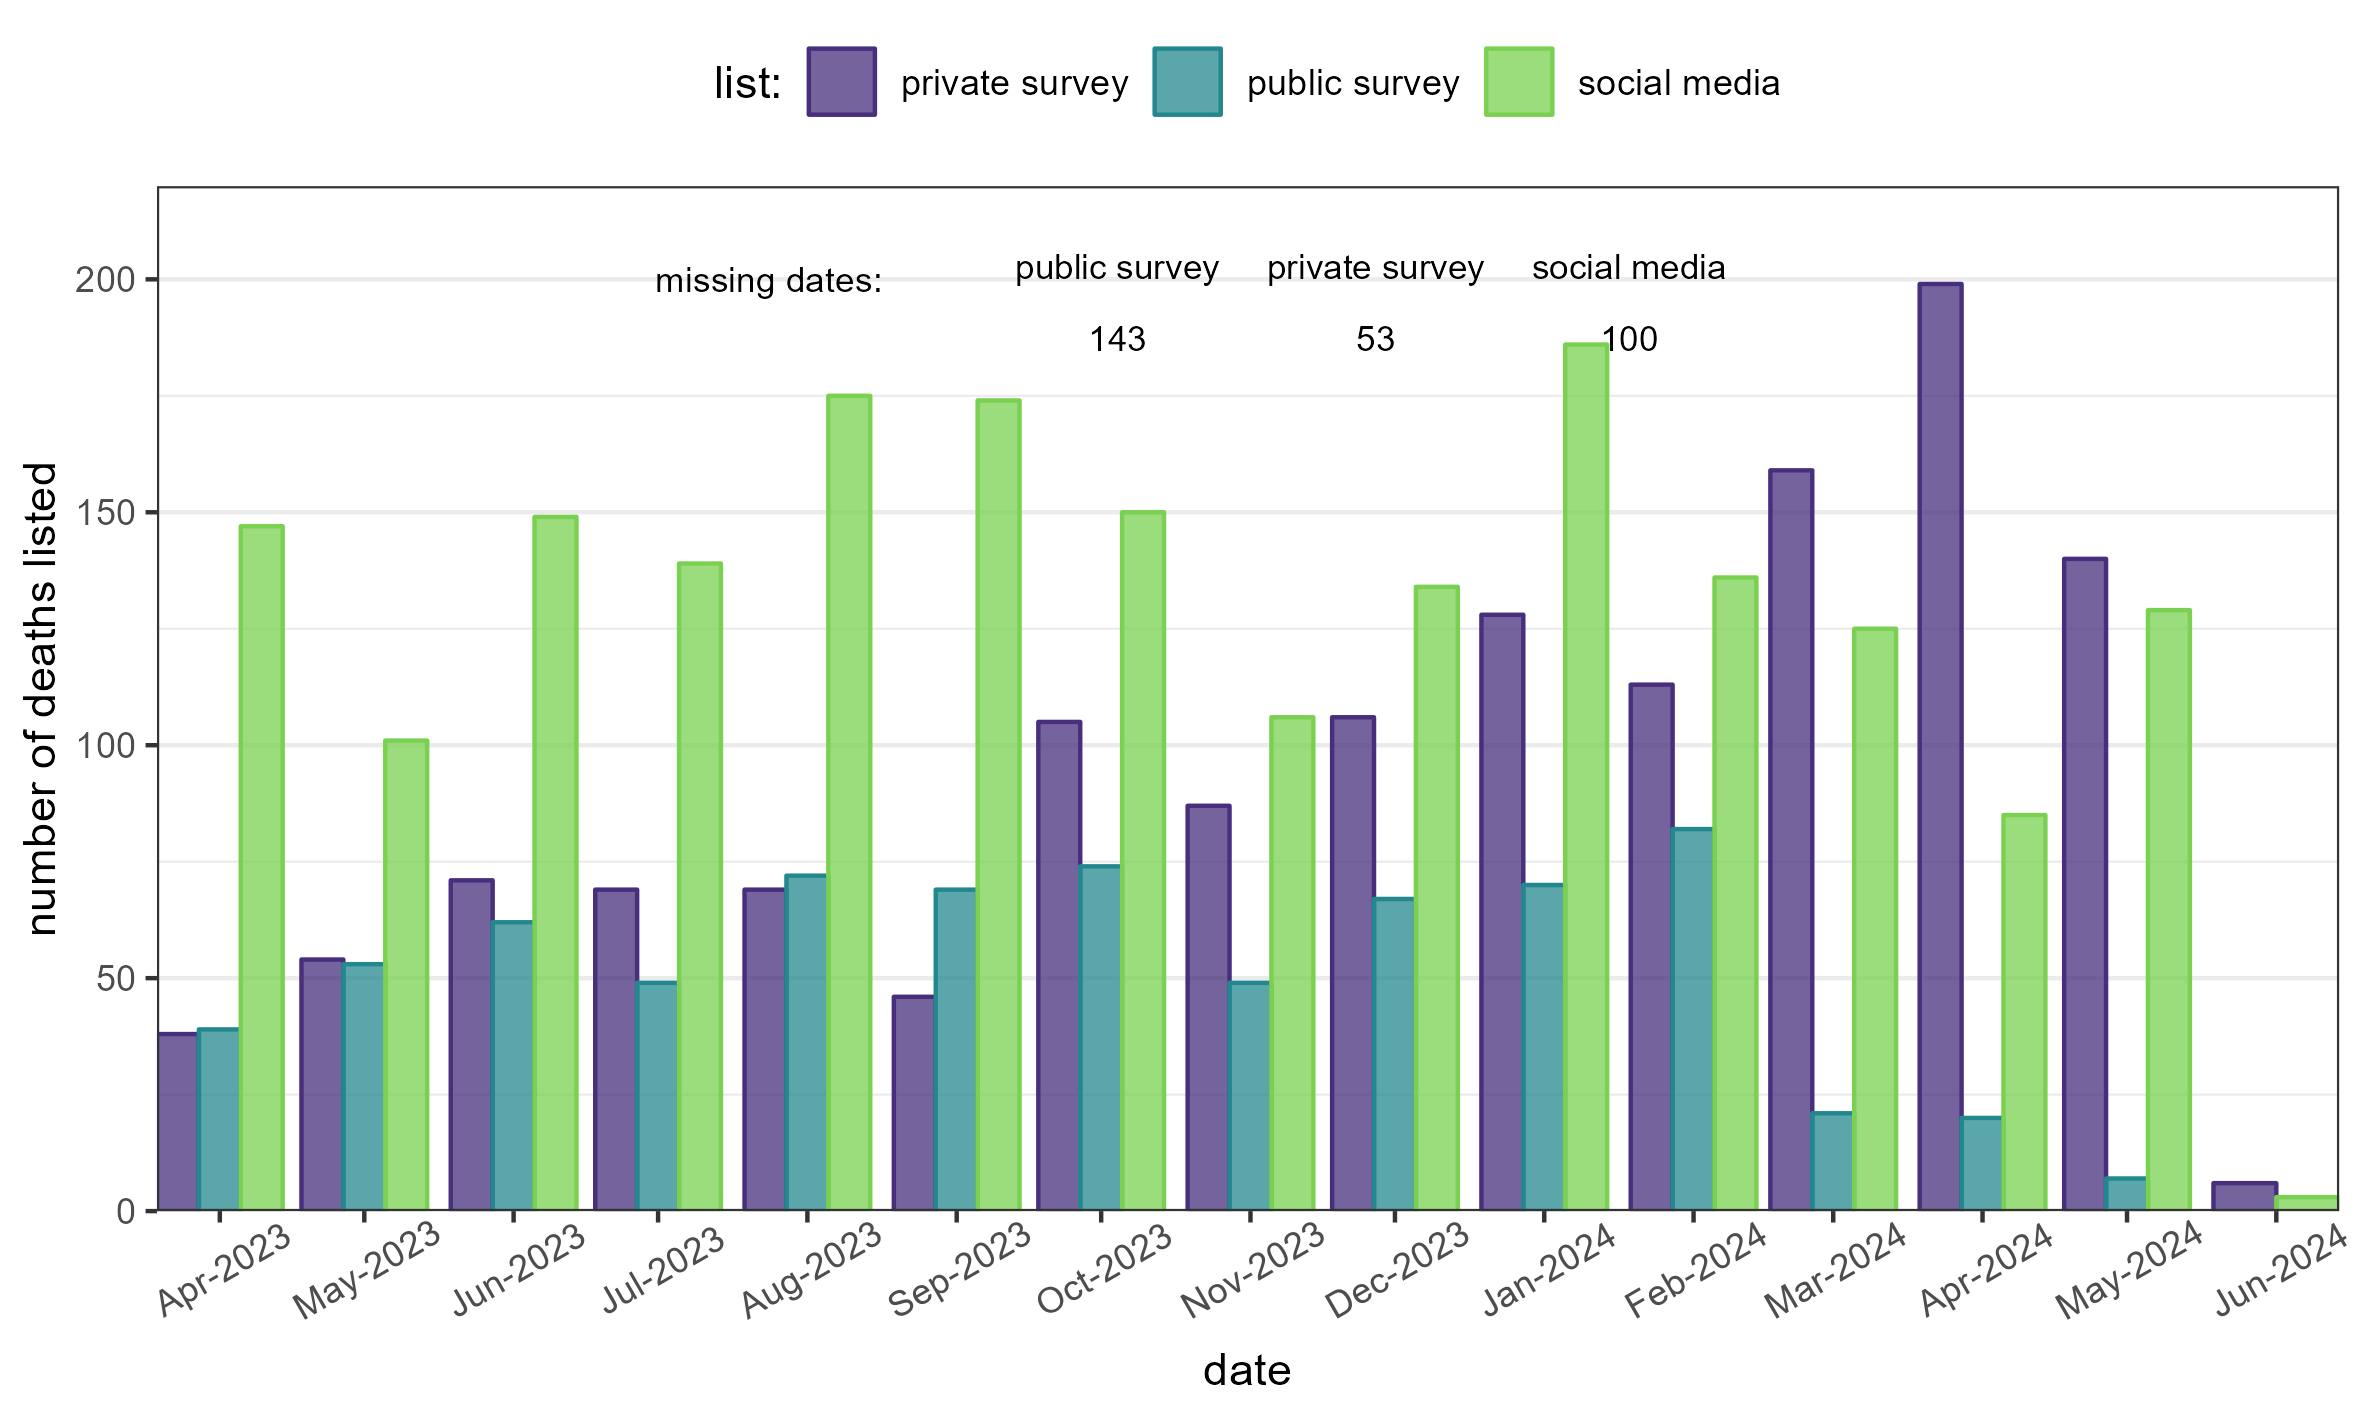 list: private survey public survey social media
missing dates: public survey private survey social media
143 53 100
number of deaths listed
200
150
100
50
0
Apr-2023 May-2023 Jun-2023 Jul-2023 Aug-2023 Sep-2023 Oct-2023 Nov-2023 Dec-2023 Jan-2024 Feb-2024 Mar-2024 Apr-2024 May-2024 Jun-2024
date